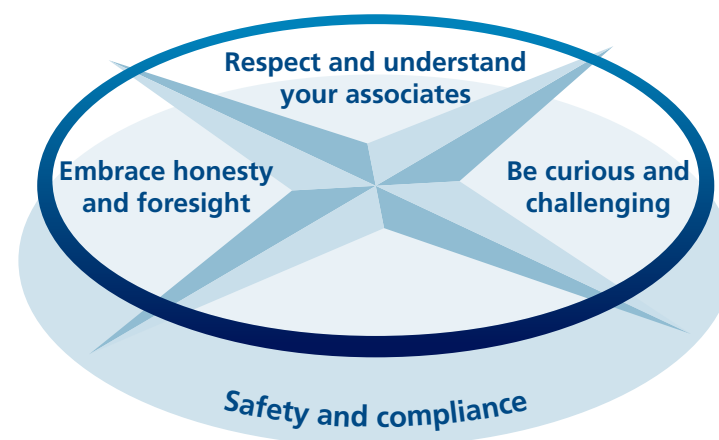 Respect and understand
your associates
Embrace honesty
and foresight
Be curious and
challenging
Safety and compliance